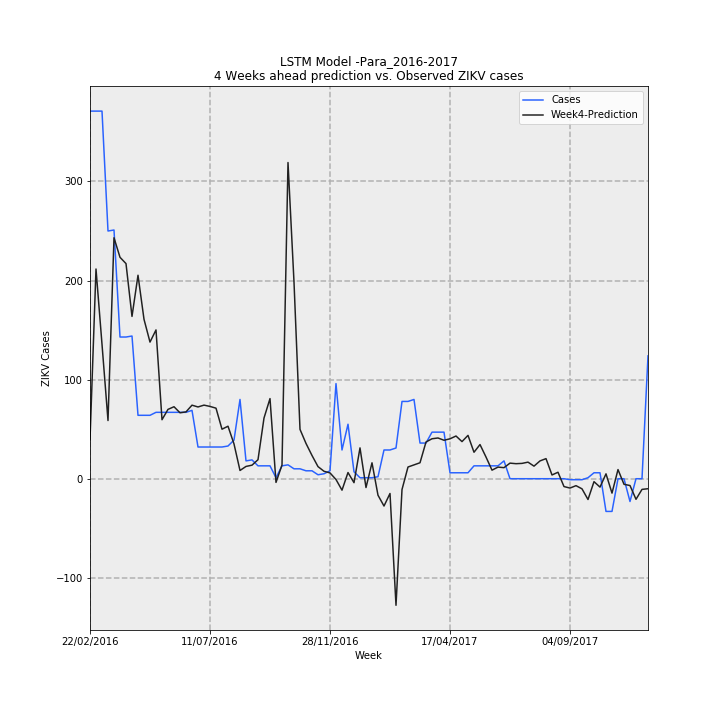 LSTM Model -Para_2016-2017
4 Weeks ahead prediction vs. Observed ZIKV cases
Cases
Week4-Prediction
300
200
100
0
−100
ZIKV Cases
22/02/2016
11/07/2016
28/11/2016
17/04/2017
04/09/2017
Week